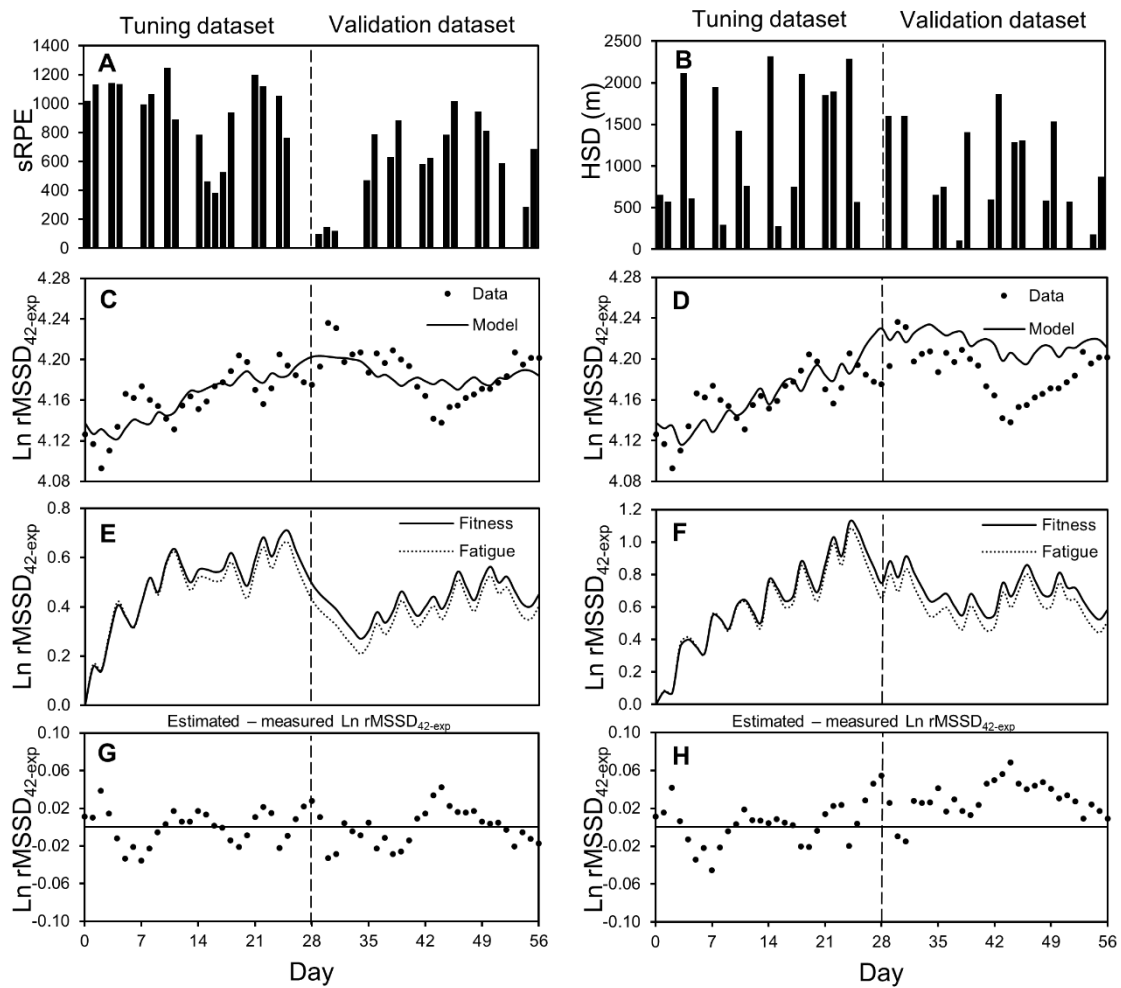 Tuning dataset Validation dataset
Tuning dataset Validation dataset
A
sRPE
1400
1200
1000
800
600
400
200
0
B
HSD (m)
2500
2000
1500
1000
500
0
C
Ln rMSSD42-exp
4.28
4.24
4.20
4.16
4.12
4.08
Data
Model
D
Ln rMSSD42-exp
4.28
4.24
4.20
4.16
4.12
4.08
Data
Model
E
Ln rMSSD42-exp
0.8
0.6
0.4
0.2
0.0
Fitness
Fatigue
F
Ln rMSSD42-exp
1.2
1.0
0.8
0.6
0.4
0.2
0.0
Fitness
Fatigue
Estimated – measured Ln rMSSD42-exp
G
Ln rMSSD42-exp
0.10
0.06
0.02
-0.02
-0.06
-0.10
0 7 14 21 28 35 42 49 56
Day
Estimated – measured Ln rMSSD42-exp
H
Ln rMSSD42-exp
0.10
0.06
0.02
-0.02
-0.06
-0.10
0 7 14 21 28 35 42 49 56
Day